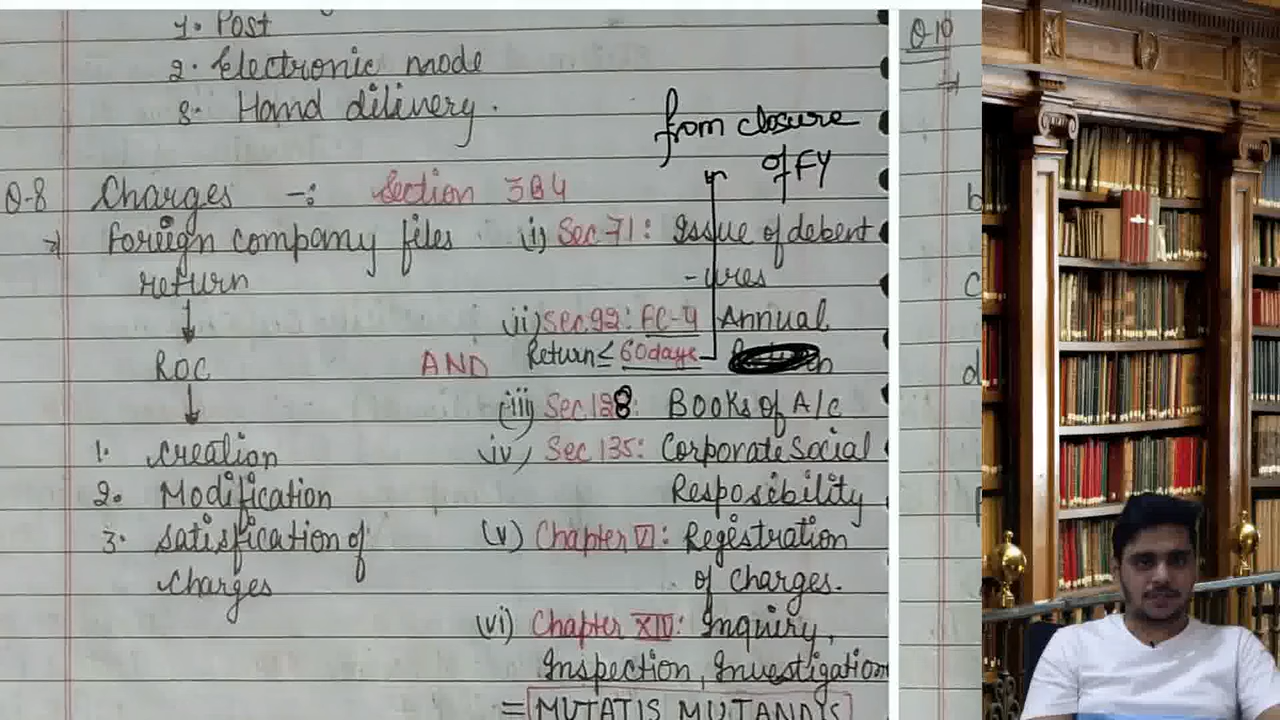 1. Post
2. Electronic mode
3. Hand dilivery.
from closure
of FY
Q-8 Charges -: Section 384
→ Foreign company files
return
↓
ROC
↓
1. Creation
2. Modification
3. Satisfaction of
Charges
AND
(i) Sec 71: Issue of debent
-ures
(ii) Sec 92: FC-4 Annual
Return ≤ 60 days
(iii) Sec 128: Books of A/c
iv) Sec 135: Corporate Social
Resposibility
(v) Chapter VI: Registration
of Charges.
(vi) Chapter XIV: Inquiry,
Inspection, Investigation
= MUTATIS MUTANDIS
Q-10
→
b
c
d